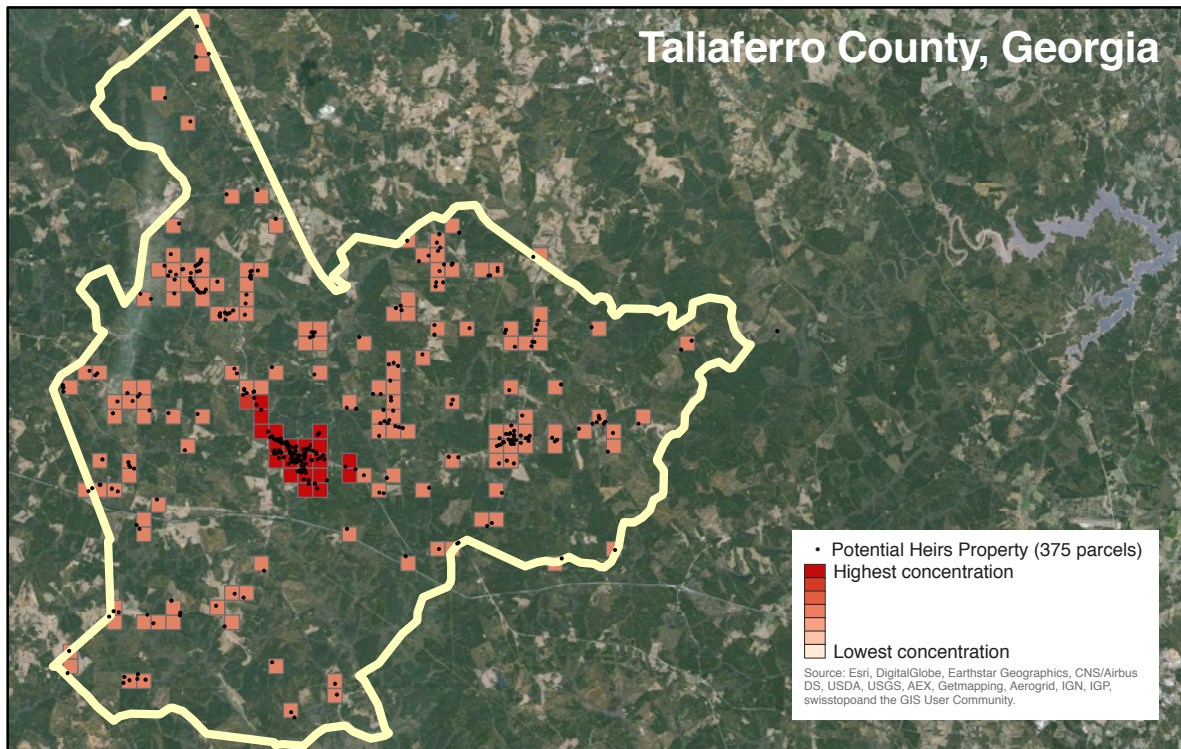 Taliaferro County, Georgia
• Potential Heirs Property (375 parcels)
Highest concentration
Lowest concentration
Source: Esri, DigitalGlobe, Earthstar Geographics, CNS/Airbus
DS, USDA, USGS, AEX, Getmapping, Aerogrid, IGN, IGP,
swisstopoand the GIS User Community.